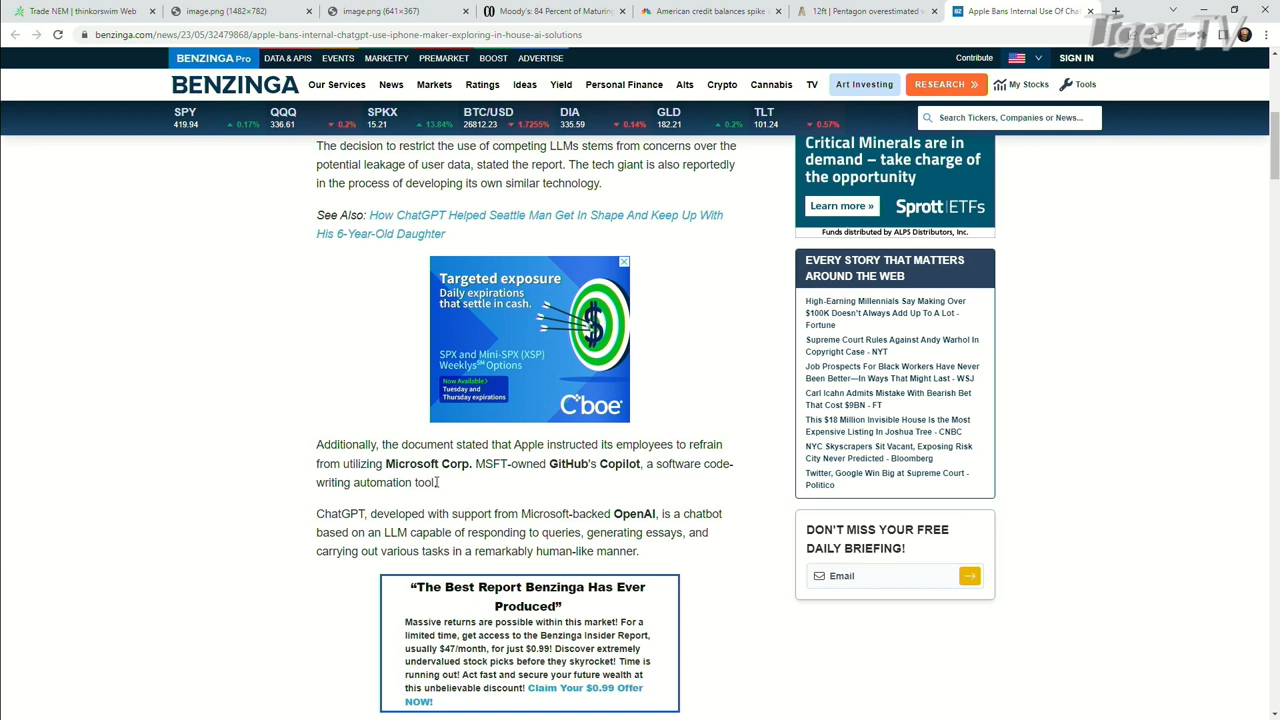 Trade NEM | thinkorswim Web
image.png (1482×782)
image.png (641×367)
Moody's: 84 Percent of Maturin
American credit balances spike
12ft | Pentagon overestimated
Apple Bans Internal Use Of Cha
Tiger-TV
benzinga.com/news/23/05/32479868/apple-bans-internal-chatgpt-use-iphone-maker-exploring-in-house-ai-solutions
BENZINGA Pro
DATA & APIS
EVENTS
MARKETFY
PREMARKET
BOOST
ADVERTISE
Contribute
SIGN IN
BENZINGA
Our Services
News
Markets
Ratings
Ideas
Yield
Personal Finance
Alts
Crypto
Cannabis
TV
Art Investing
RESEARCH
My Stocks
Tools
SPY
419.94 0.17%
QQQ
336.61 0.2%
SPKX
15.21 13.84%
BTC/USD
26812.23 1.7255%
DIA
335.59 0.14%
GLD
182.21 0.2%
TLT
101.24 0.57%
Search Tickers, Companies or News...
The decision to restrict the use of competing LLMs stems from concerns over the
potential leakage of user data, stated the report. The tech giant is also reportedly
in the process of developing its own similar technology.
See Also: How ChatGPT Helped Seattle Man Get In Shape And Keep Up With
His 6-Year-Old Daughter
Targeted exposure
Daily expirations
that settle in cash.
SPX and Mini-SPX (XSP)
Weeklys℠ Options
Now Available>
Tuesday and
Thursday expirations
$
Cboe
Additionally, the document stated that Apple instructed its employees to refrain
from utilizing Microsoft Corp. MSFT-owned GitHub's Copilot, a software code-
writing automation tool.
ChatGPT, developed with support from Microsoft-backed OpenAI, is a chatbot
based on an LLM capable of responding to queries, generating essays, and
carrying out various tasks in a remarkably human-like manner.
“The Best Report Benzinga Has Ever
Produced”
Massive returns are possible within this market! For a
limited time, get access to the Benzinga Insider Report,
usually $47/month, for just $0.99! Discover extremely
undervalued stock picks before they skyrocket! Time is
running out! Act fast and secure your future wealth at
this unbelievable discount! Claim Your $0.99 Offer
NOW!
Critical Minerals are in
demand – take charge of
the opportunity
Learn more »
Sprott ETFs
Funds distributed by ALPS Distributors, Inc.
EVERY STORY THAT MATTERS
AROUND THE WEB
High-Earning Millennials Say Making Over
$100K Doesn't Always Add Up To A Lot -
Fortune
Supreme Court Rules Against Andy Warhol In
Copyright Case - NYT
Job Prospects For Black Workers Have Never
Been Better—In Ways That Might Last - WSJ
Carl Icahn Admits Mistake With Bearish Bet
That Cost $9BN - FT
This $18 Million Invisible House Is the Most
Expensive Listing In Joshua Tree - CNBC
NYC Skyscrapers Sit Vacant, Exposing Risk
City Never Predicted - Bloomberg
Twitter, Google Win Big at Supreme Court -
Politico
DON'T MISS YOUR FREE
DAILY BRIEFING!
Email